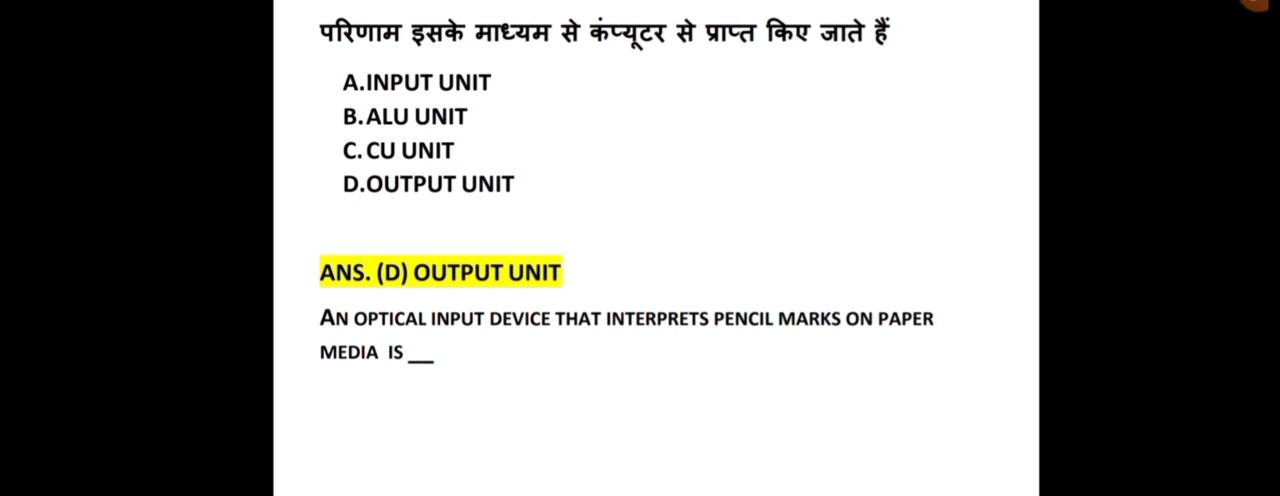 परिणाम इसके माध्यम से कंप्यूटर से प्राप्त किए जाते हैं
A.INPUT UNIT
B.ALU UNIT
C.CU UNIT
D.OUTPUT UNIT
ANS. (D) OUTPUT UNIT
AN OPTICAL INPUT DEVICE THAT INTERPRETS PENCIL MARKS ON PAPER
MEDIA IS __